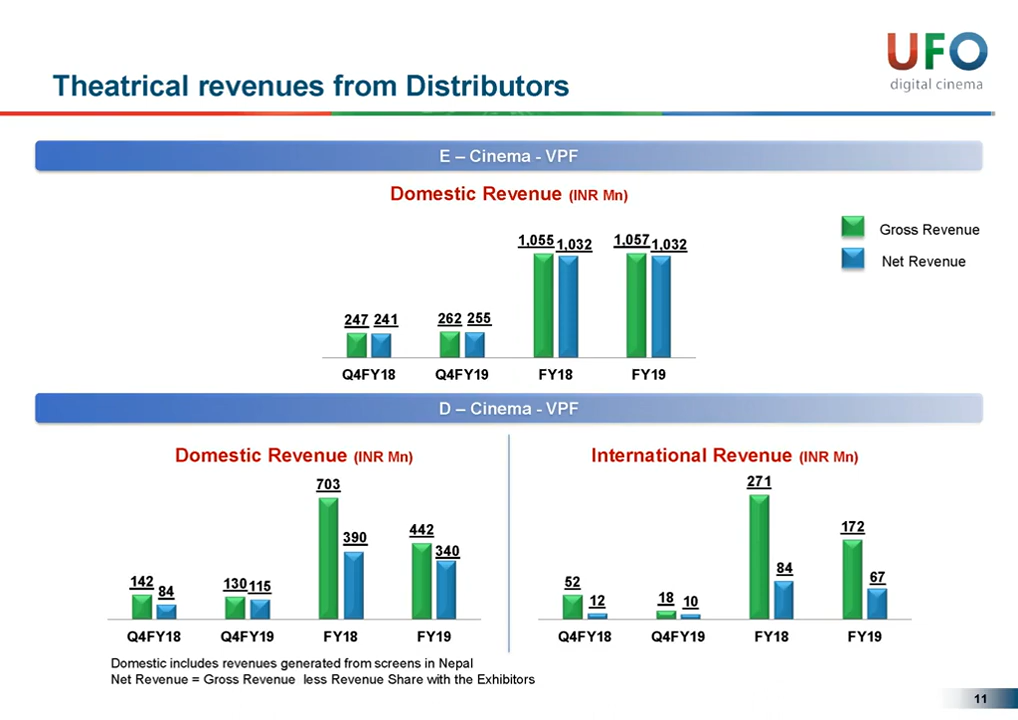 UFO
digital cinema
Theatrical revenues from Distributors
E – Cinema - VPF
Domestic Revenue (INR Mn)
Gross Revenue
Net Revenue
1,055 1,032 1,057 1,032
247 241 262 255
Q4FY18 Q4FY19 FY18 FY19
D – Cinema - VPF
Domestic Revenue (INR Mn)
703
390
442
340
142 84 130 115
Q4FY18 Q4FY19 FY18 FY19
International Revenue (INR Mn)
271
172
52 12 18 10 84 67
Q4FY18 Q4FY19 FY18 FY19
Domestic includes revenues generated from screens in Nepal
Net Revenue = Gross Revenue less Revenue Share with the Exhibitors
11